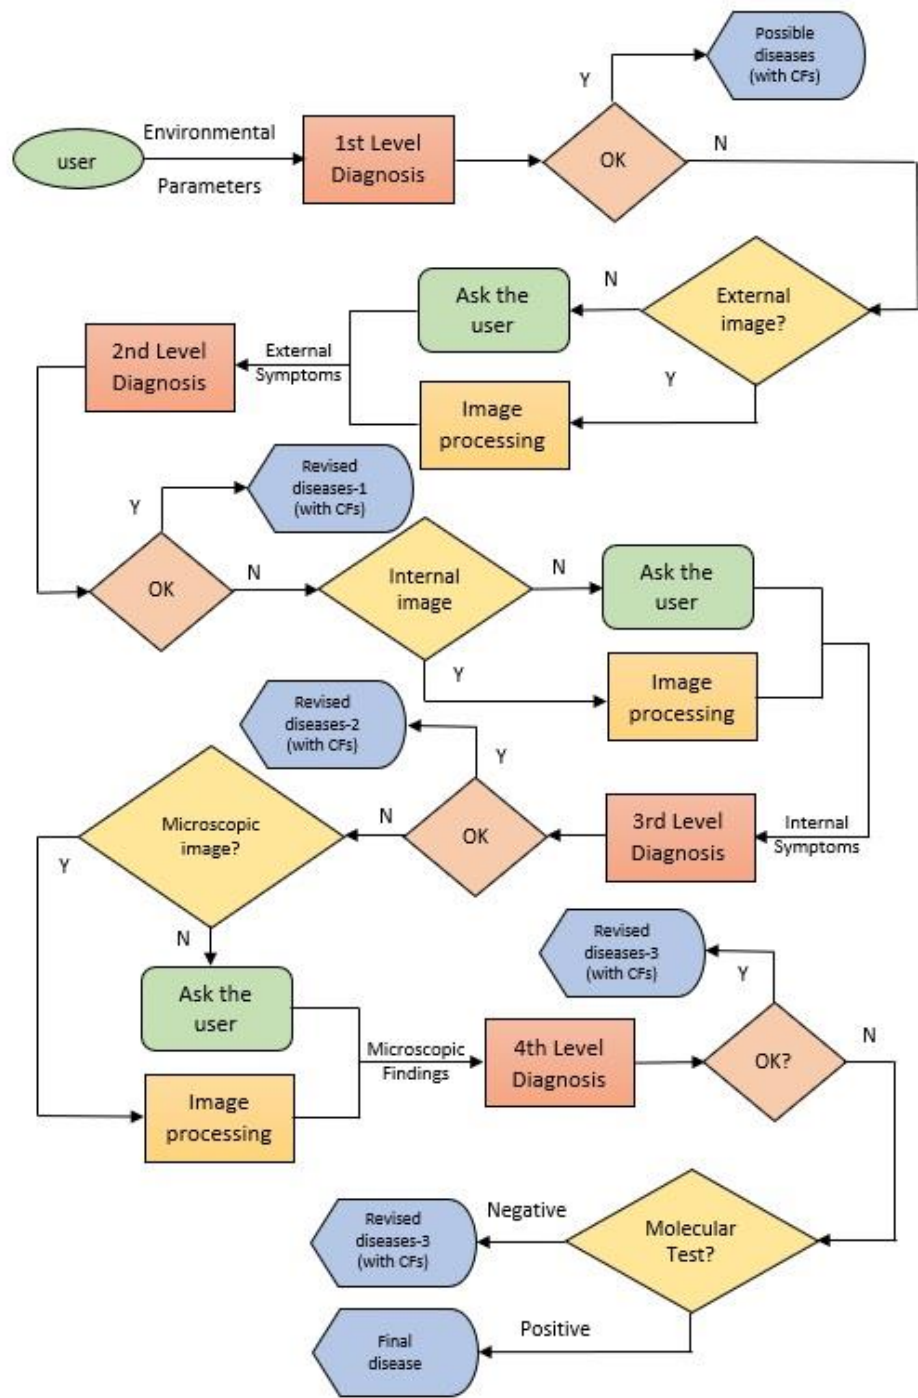 Possible
diseases
(with CFs)
Y
Environmental
Parameters
user
1st Level
Diagnosis
OK
N
External
image?
N
Ask the
user
Y
Image
processing
External
Symptoms
2nd Level
Diagnosis
Revised
diseases-1
(with CFs)
Y
OK
N
Internal
image
N
Ask the
user
Y
Image
processing
Revised
diseases-2
(with CFs)
Y
Internal
Symptoms
3rd Level
Diagnosis
OK
N
Microscopic
image?
Y
N
Ask the
user
Image
processing
Microscopic
Findings
4th Level
Diagnosis
Revised
diseases-3
(with CFs)
Y
OK?
N
Molecular
Test?
Negative
Revised
diseases-3
(with CFs)
Positive
Final
disease